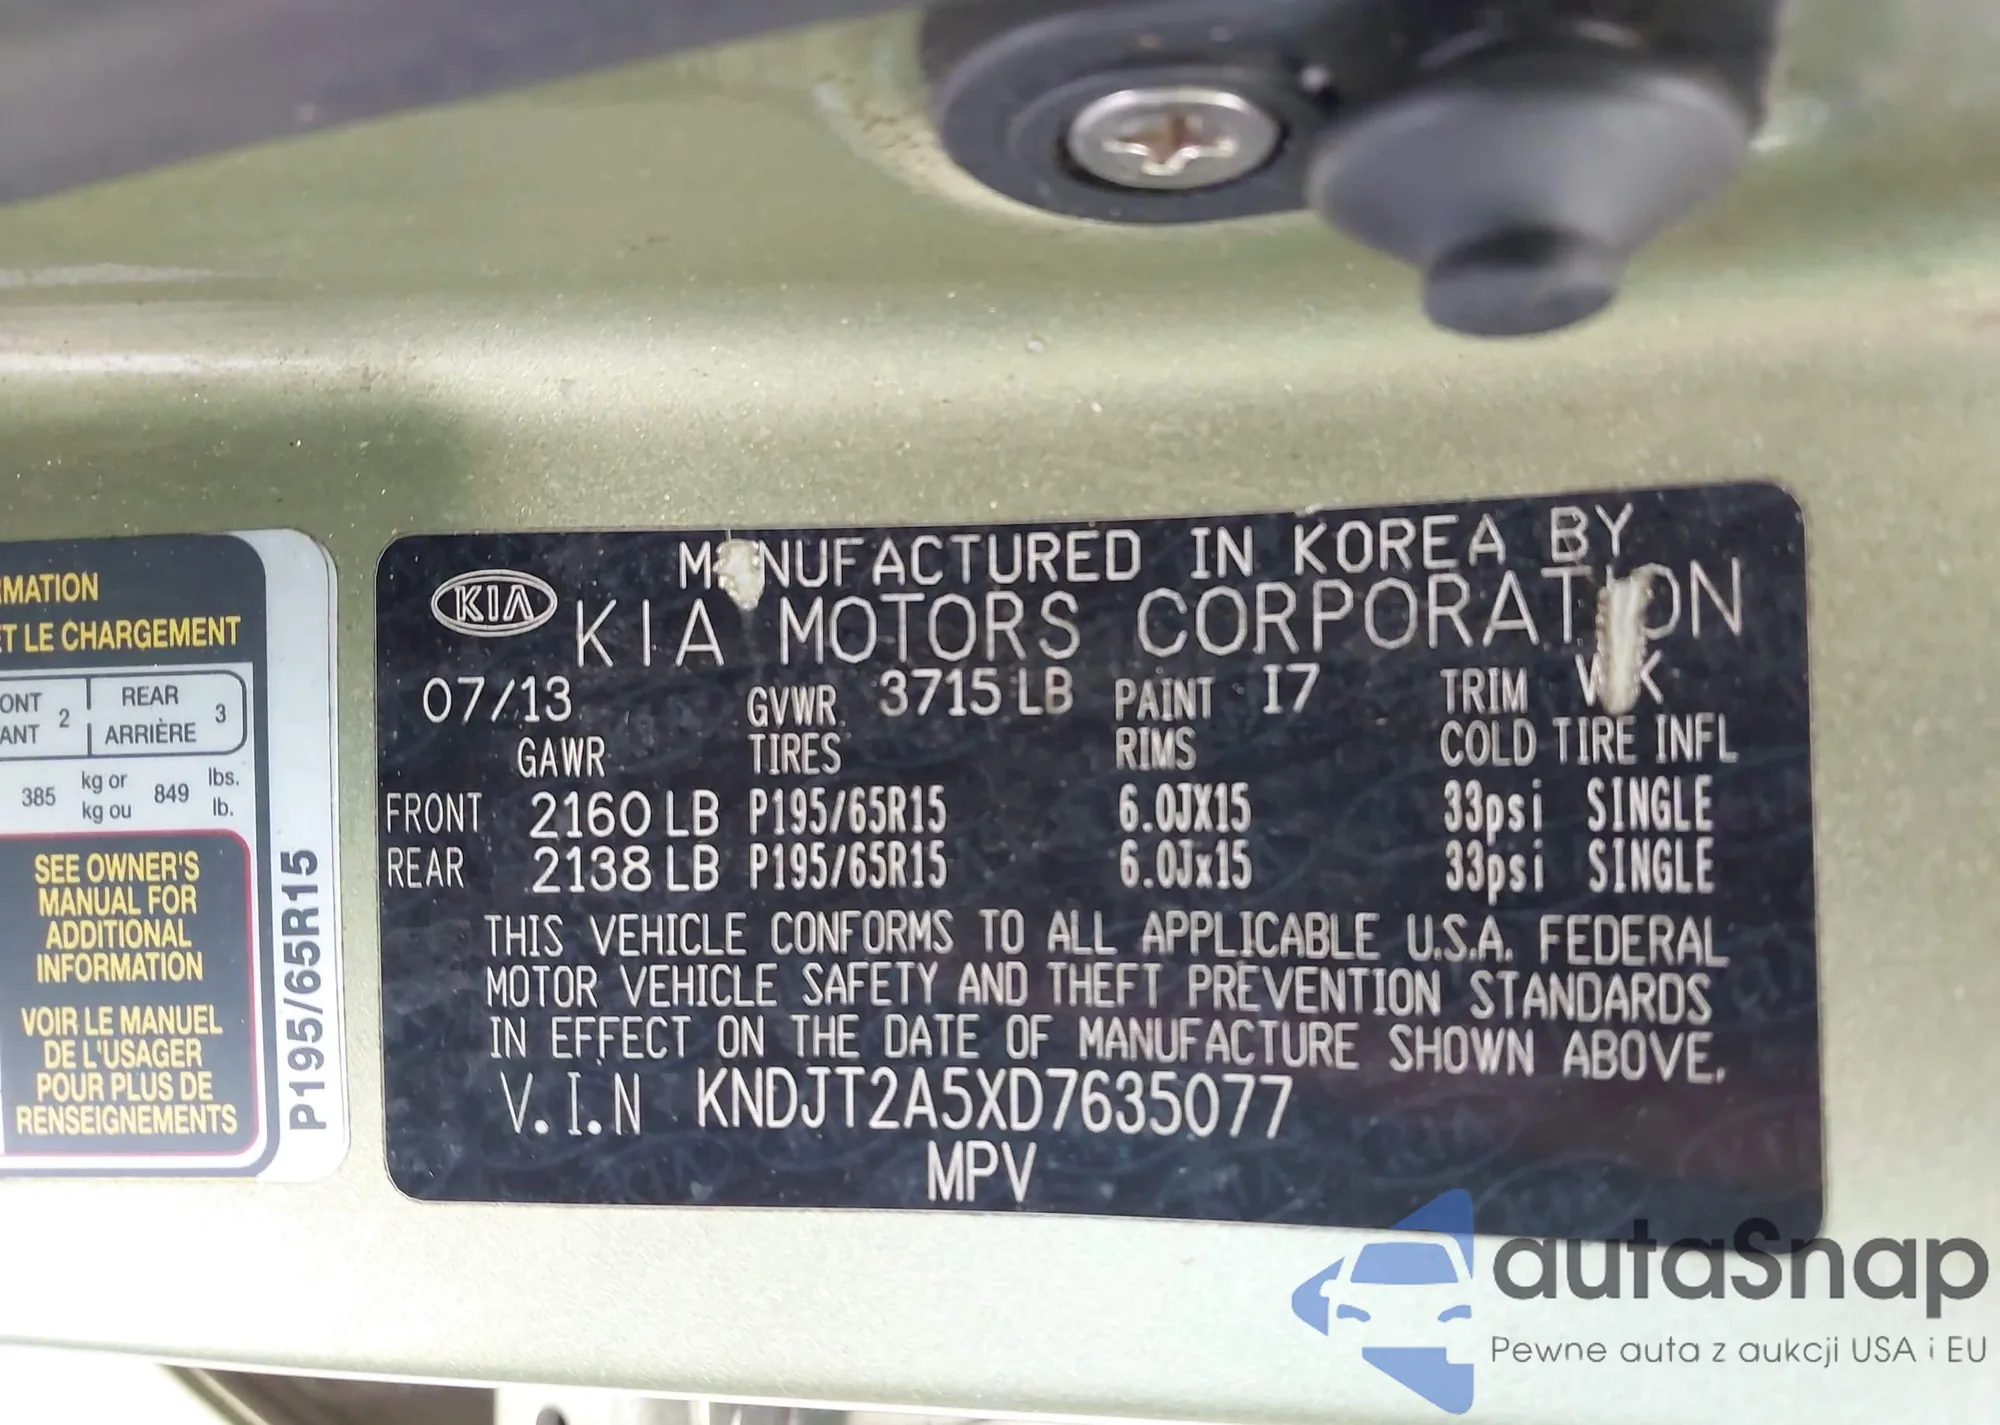 RMATION
ET LE CHARGEMENT
ONT 2 REAR 3
ANT ARRIÈRE
385 kg or 849 lbs.
kg ou lb.
SEE OWNER'S
MANUAL FOR
ADDITIONAL
INFORMATION
VOIR LE MANUEL
DE L'USAGER
POUR PLUS DE
RENSEIGNEMENTS
P195/65R15
MANUFACTURED IN KOREA BY
KIA
KIA MOTORS CORPORATION
07/13 GVWR 3715 LB PAINT I7 TRIM
GAWR TIRES RIMS COLD TIRE INFL
FRONT 2160 LB P195/65R15 6.0JX15 33psi SINGLE
REAR 2138 LB P195/65R15 6.0Jx15 33psi SINGLE
THIS VEHICLE CONFORMS TO ALL APPLICABLE U.S.A. FEDERAL
MOTOR VEHICLE SAFETY AND THEFT PREVENTION STANDARDS
IN EFFECT ON THE DATE OF MANUFACTURE SHOWN ABOVE.
V.I.N KNDJT2A5XD7635077
MPV
autaSnap
Pewne auta z aukcji USA i EU